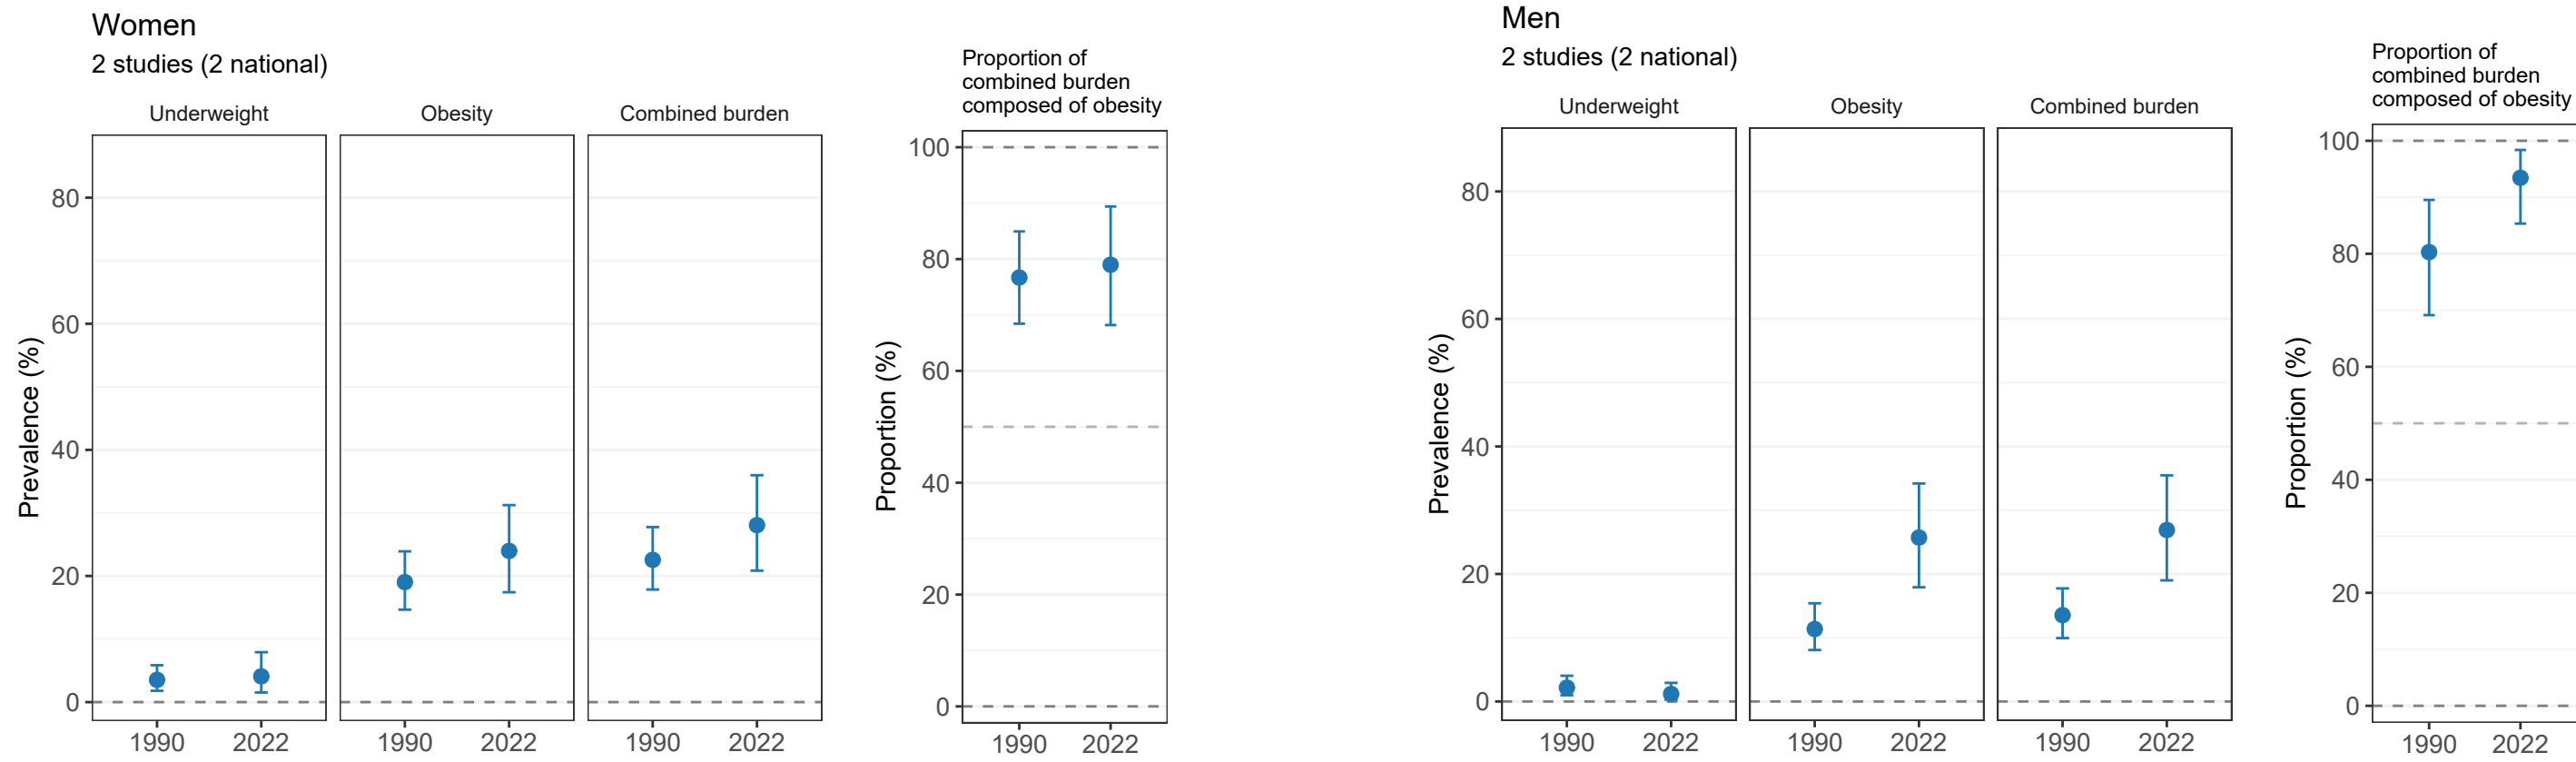 Women
2 studies (2 national)
Underweight
Obesity
Combined burden
Prevalence (%)
80
60
40
20
0
1990 2022
1990 2022
1990 2022
Proportion of
combined burden
composed of obesity
Proportion (%)
100
80
60
40
20
0
1990 2022
Men
2 studies (2 national)
Underweight
Obesity
Combined burden
Prevalence (%)
80
60
40
20
0
1990 2022
1990 2022
1990 2022
Proportion of
combined burden
composed of obesity
Proportion (%)
100
80
60
40
20
0
1990 2022